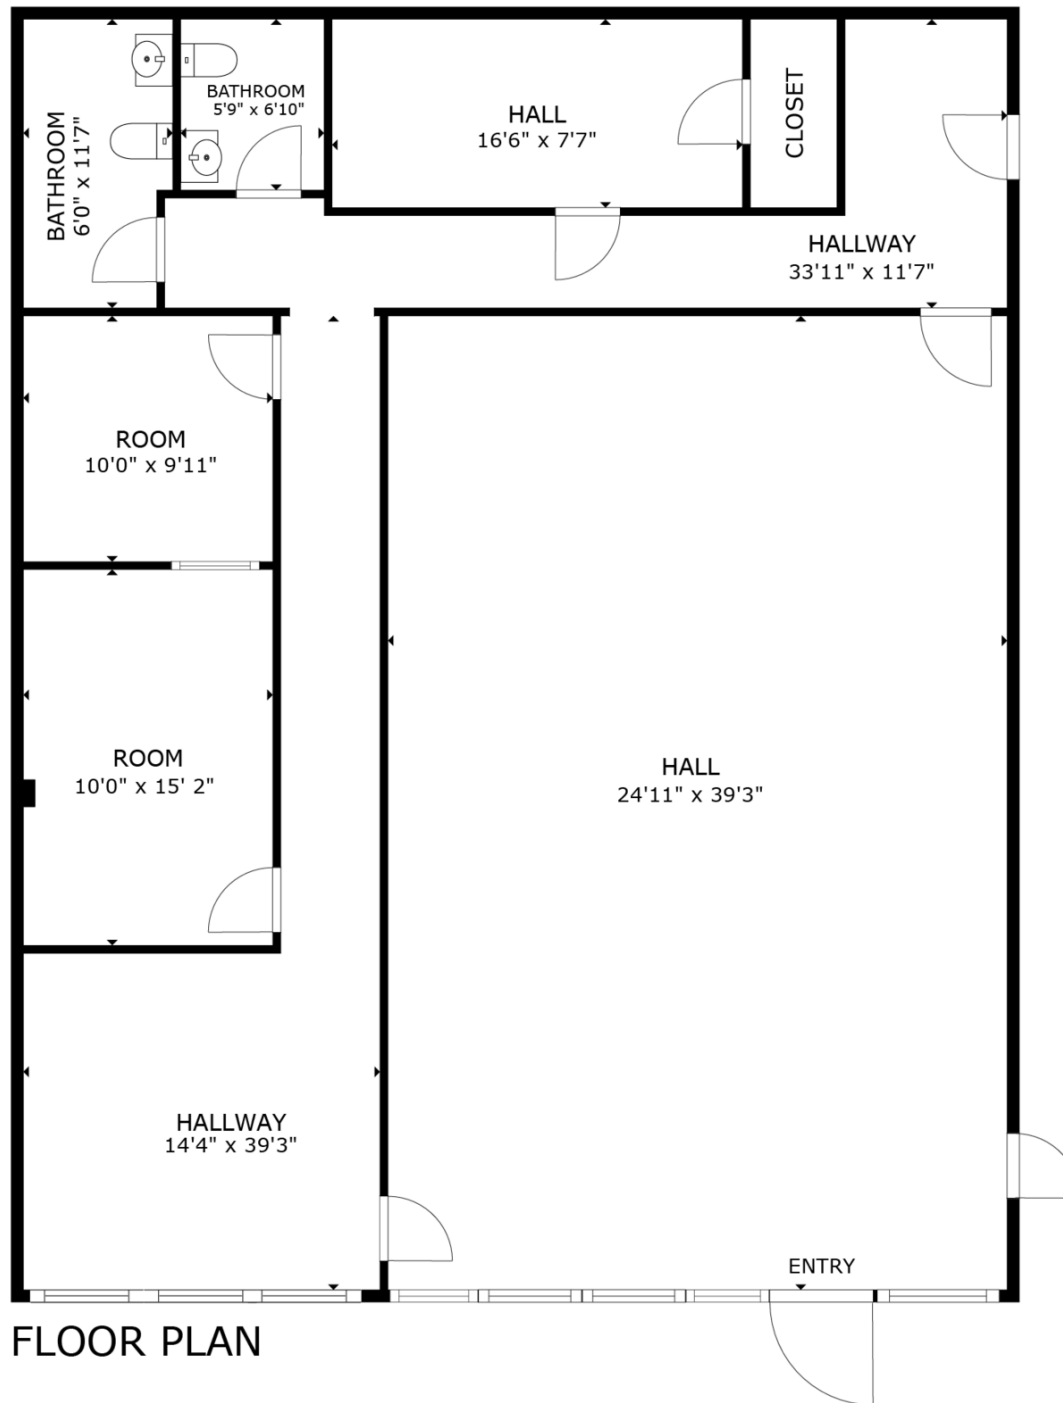 BATHROOM
6'0" x 11'7"
BATHROOM
5'9" x 6'10"
HALL
16'6" x 7'7"
CLOSET
HALLWAY
33'11" x 11'7"
ROOM
10'0" x 9'11"
ROOM
10'0" x 15' 2"
HALL
24'11" x 39'3"
HALLWAY
14'4" x 39'3"
ENTRY
FLOOR PLAN